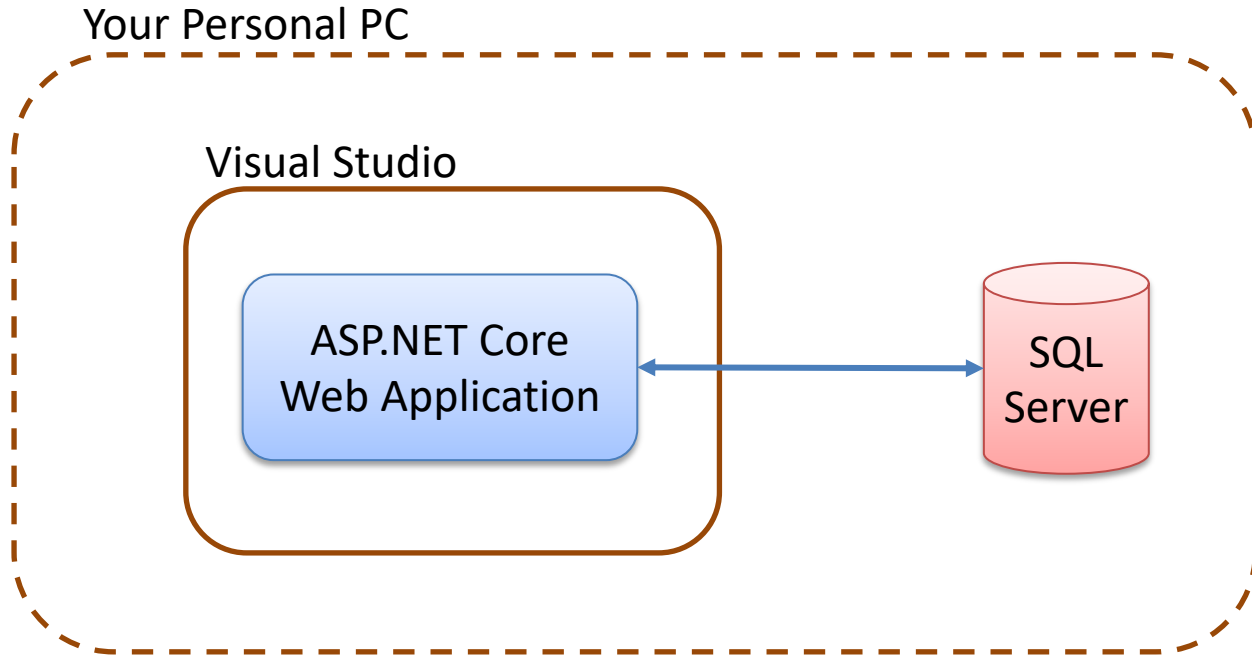 Your Personal PC
Visual Studio
ASP.NET Core
Web Application
SQL
Server